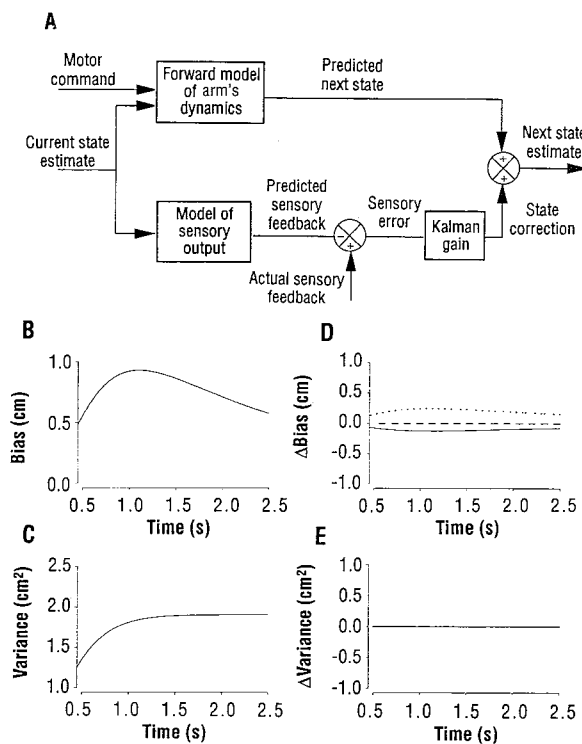 A
Motor
command
Forward model
of arm's
dynamics
Predicted
next state
Current state
estimate
Next state
estimate
Model of
sensory
output
Predicted
sensory
feedback
Sensory
error
Kalman
gain
State
correction
Actual sensory
feedback
+
+
−
+
B
Bias (cm)
1.0
0.5
0.0
0.5 1.0 1.5 2.0 2.5
Time (s)
D
ΔBias (cm)
1.0
0.5
0.0
-0.5
-1.0
0.5 1.0 1.5 2.0 2.5
Time (s)
C
Variance (cm²)
2.5
2.0
1.5
1.0
0.5 1.0 1.5 2.0 2.5
Time (s)
E
ΔVariance (cm²)
1.0
0.5
0.0
-0.5
-1.0
0.5 1.0 1.5 2.0 2.5
Time (s)